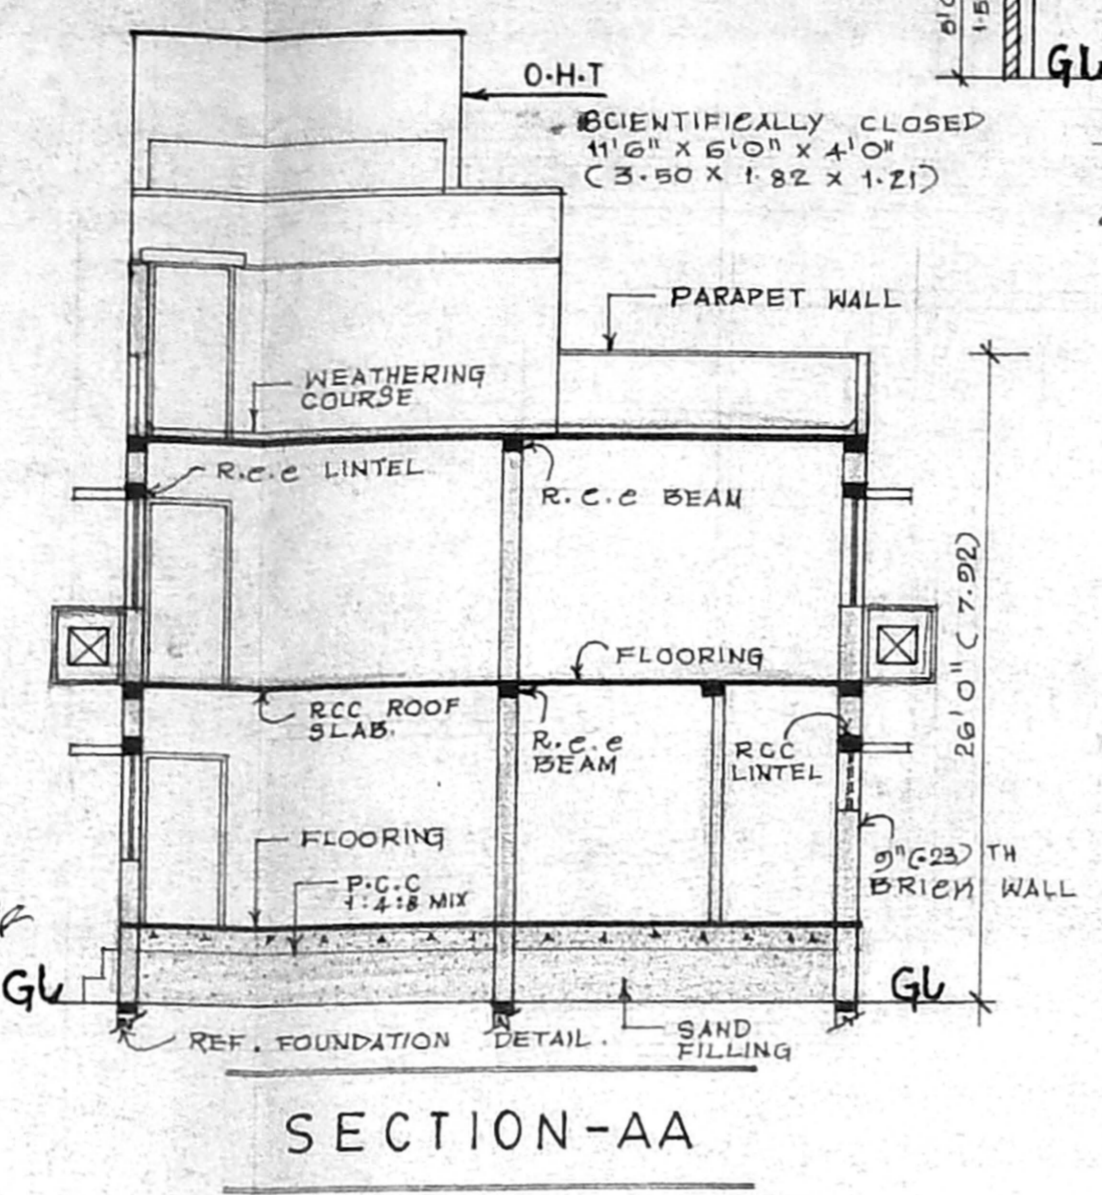 O.H.T
SCIENTIFICALLY CLOSED
11'6" X 6'0" X 4'0"
(3.50 X 1.82 X 1.21)
GL
PARAPET WALL
WEATHERING
COURSE
R.C.C LINTEL
R.C.C BEAM
26'0" (7.92)
FLOORING
RCC ROOF
SLAB.
R.C.C
BEAM
RCC
LINTEL
FLOORING
P.C.C
1:4:8 MIX
9"(.23) TH
BRICK WALL
GL
GL
REF. FOUNDATION DETAIL.
SAND
FILLING
SECTION-AA